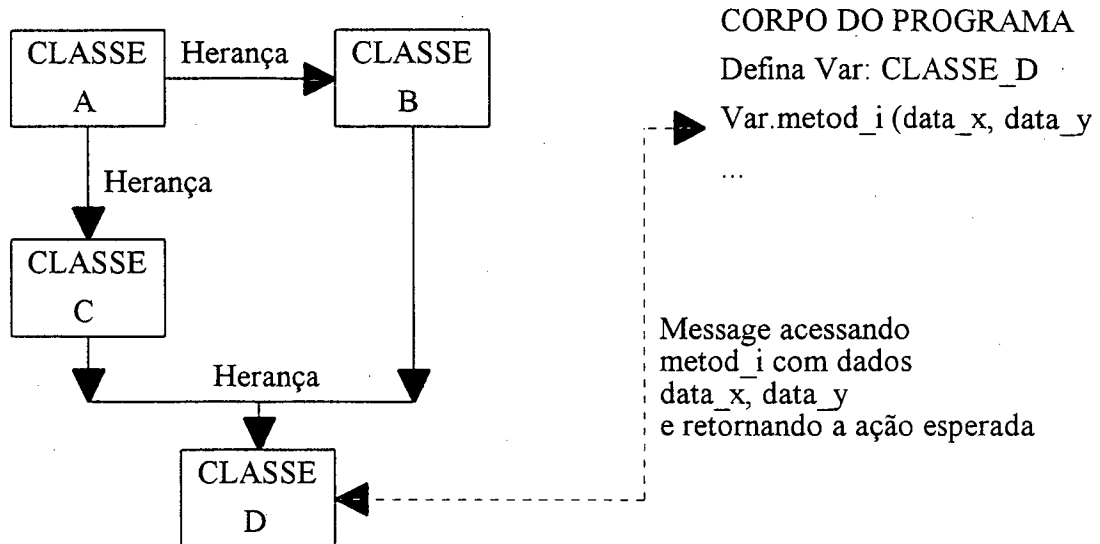 CLASSE
A
Herança
CLASSE
B
Herança
CLASSE
C
Herança
CLASSE
D
CORPO DO PROGRAMA
Defina Var: CLASSE_D
Var.metod_i (data_x, data_y
...
Message acessando
metod_i com dados
data_x, data_y
e retornando a ação esperada